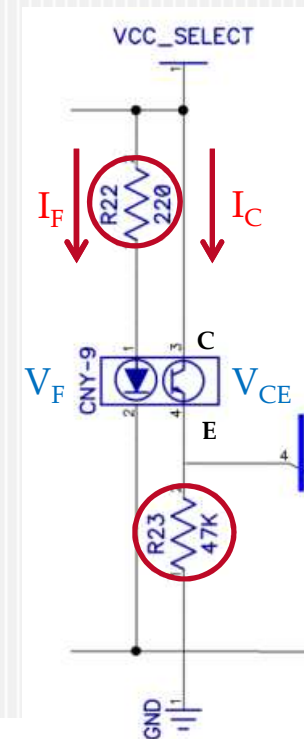 VCC_SELECT
1
I_F
R22
220
I_C
1
3
C
V_F
CNY-9
V_CE
2
4
E
4
2
R23
47K
1
GND
1